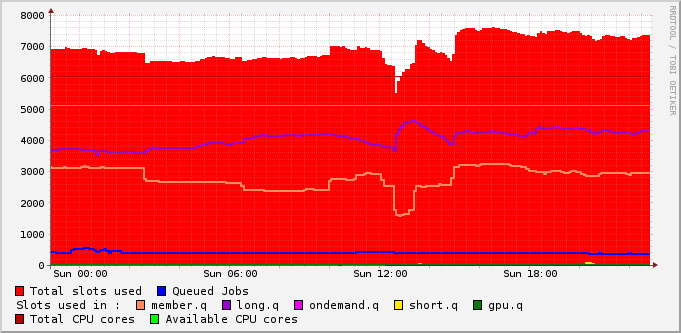 8000
7000
6000
5000
4000
3000
2000
1000
0
Sun 00:00 Sun 06:00 Sun 12:00 Sun 18:00
RRDTOOL / TOBI OETIKER
Total slots used Queued Jobs
Slots used in : member.q long.q ondemand.q short.q gpu.q
Total CPU cores Available CPU cores